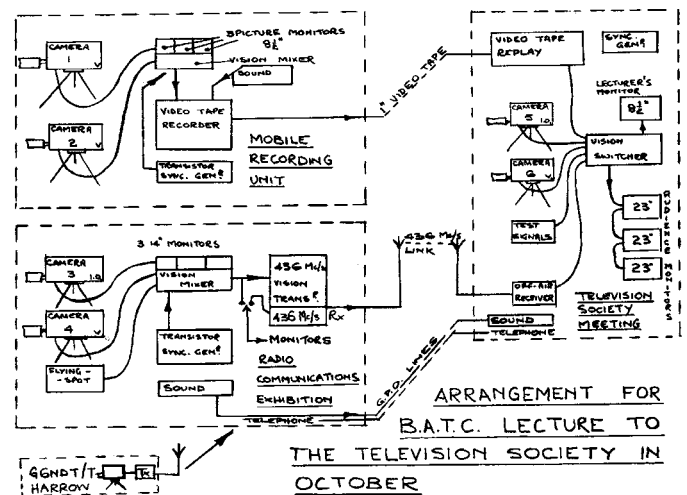 CAMERA
1
V
CAMERA
2
V
3 PICTURE MONITORS
8½"
VISION MIXER
SOUND
VIDEO TAPE
RECORDER
TRANSISTOR
SYNC. GENR.
MOBILE
RECORDING
UNIT
1" VIDEO TAPE
VIDEO TAPE
REPLAY
SYNC.
GENR.
LECTURER'S
MONITOR
8½"
CAMERA
5
I.O.
CAMERA
6
V
VISION
SWITCHER
TEST
SIGNALS
23"
23"
23"
AUDIENCE MONITORS
OFF-AIR
RECEIVER
SOUND
TELEPHONE
TELEVISION
SOCIETY
MEETING
3 14" MONITORS
CAMERA
3
I.O.
CAMERA
4
V
FLYING-
-SPOT
VISION
MIXER
436 Mc/s
VISION
TRANSR.
436 Mc/s
Rx
MONITORS
TRANSISTOR
SYNC. GENR.
SOUND
RADIO
COMMUNICATIONS
EXHIBITION
TELEPHONE
436 Mc/s
LINK
G.P.O LINES
G6NDT/T
HARROW
TX
ARRANGEMENT FOR
B.A.T.C. LECTURE TO
THE TELEVISION SOCIETY IN
OCTOBER